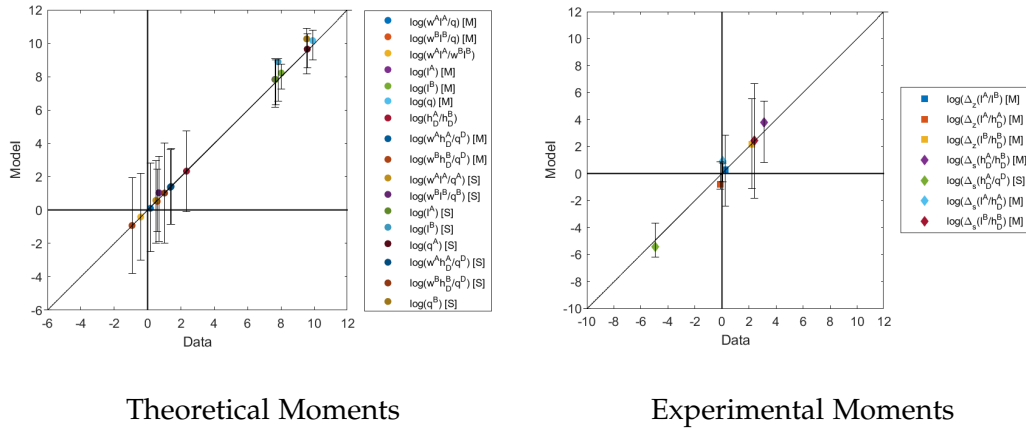 12
10
8
6
4
2
0
-2
-4
-6
Model
-6 -4 -2 0 2 4 6 8 10 12
Data
log(w^A l^A/q) [M]
log(w^B l^B/q) [M]
log(w^A l^A/w^B l^B)
log(l^A) [M]
log(l^B) [M]
log(q) [M]
log(h_D^A/h_D^B)
log(w^A h_D^A/q^D) [M]
log(w^B h_D^B/q^D) [M]
log(w^A l^A/q^A) [S]
log(w^B l^B/q^B) [S]
log(l^A) [S]
log(l^B) [S]
log(q^A) [S]
log(w^A h_D^A/q^D) [S]
log(w^B h_D^B/q^D) [S]
log(q^B) [S]
Theoretical Moments
12
10
8
6
4
2
0
-2
-4
-6
-8
-10
Model
-10 -8 -6 -4 -2 0 2 4 6 8 10 12
Data
log(Δ_z(l^A/l^B) [M]
log(Δ_z(l^A/h_D^A) [M]
log(Δ_z(l^B/h_D^B) [M]
log(Δ_s(h_D^A/h_D^B) [M]
log(Δ_s(h_D^A/q^D) [S]
log(Δ_s(l^A/h_D^A) [M]
log(Δ_s(l^B/h_D^B) [M]
Experimental Moments